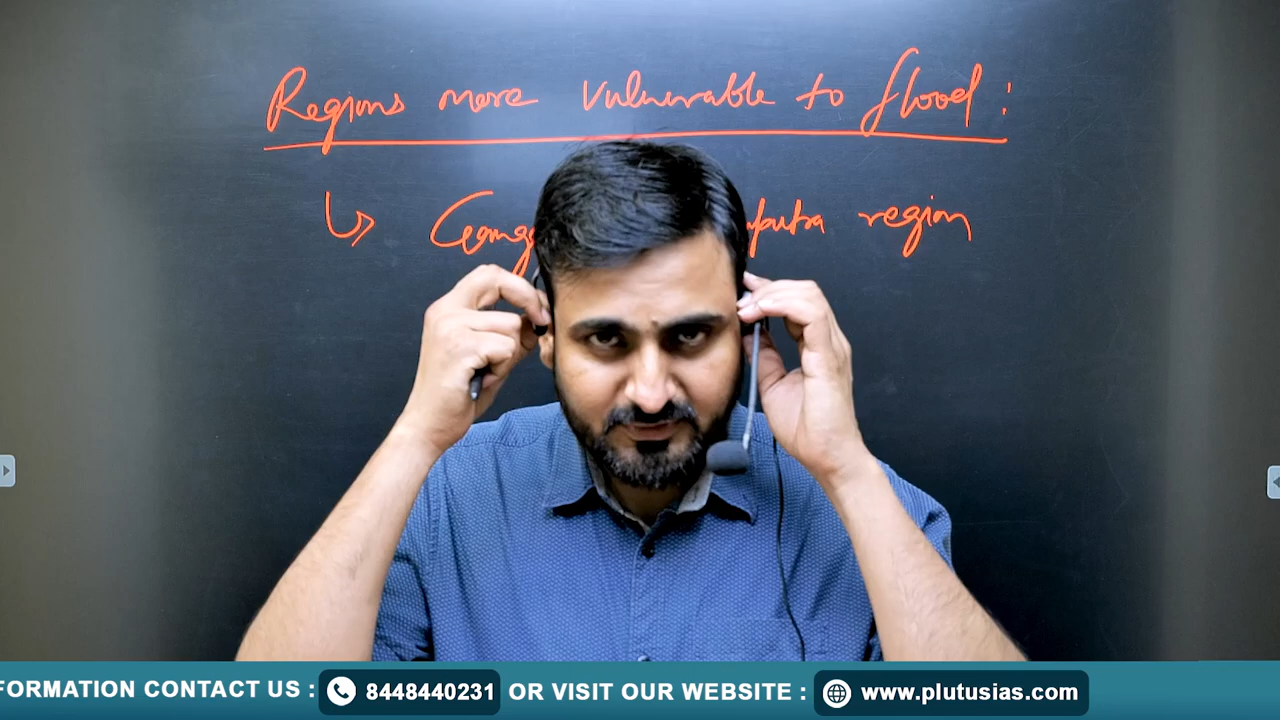 Regions more vulnerable to flood :
region
FORMATION CONTACT US : 8448440231 OR VISIT OUR WEBSITE : www.plutusias.com